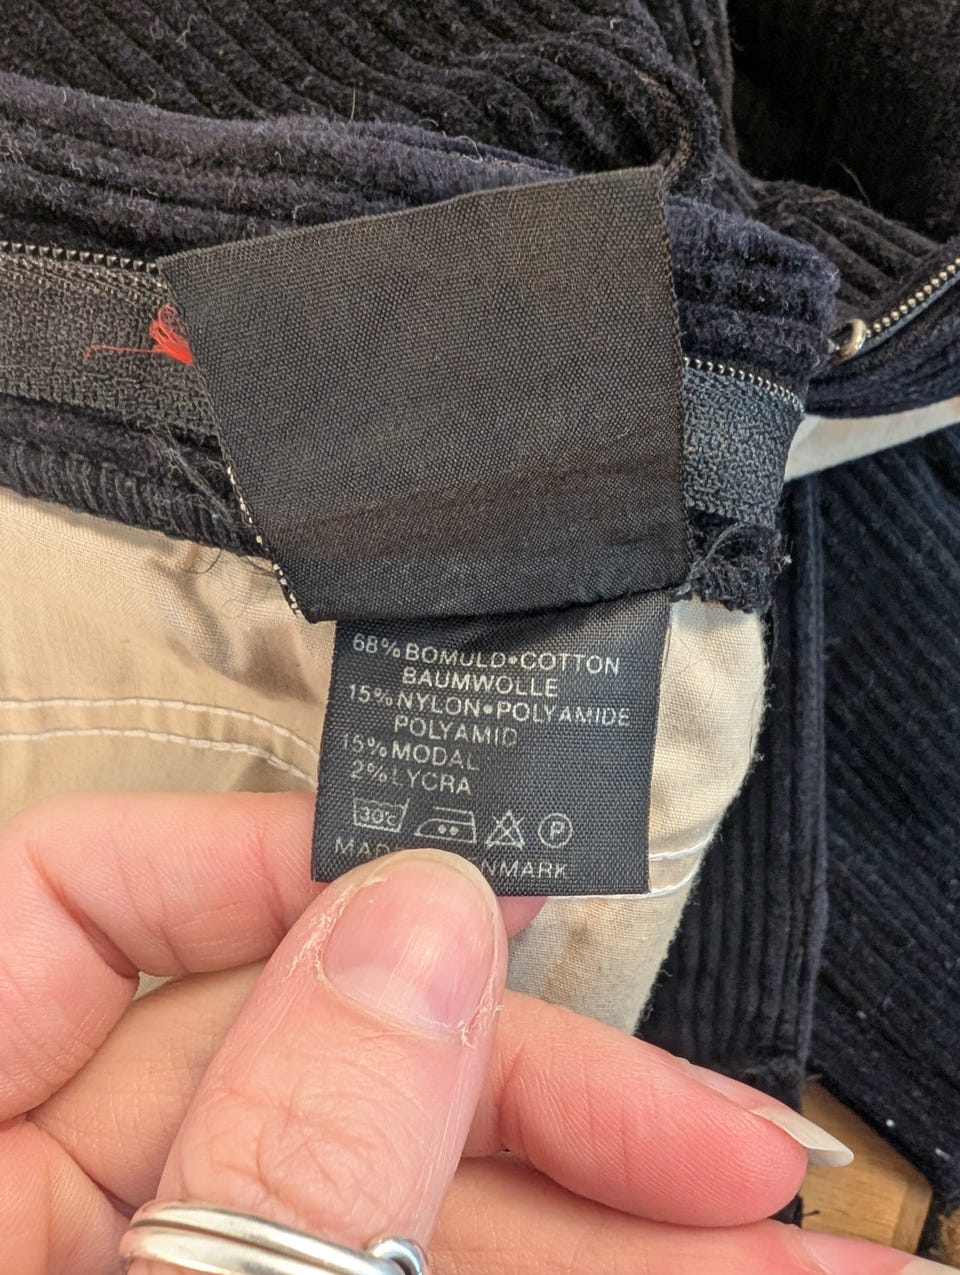 68% BOMULD•COTTON
BAUMWOLLE
15% NYLON•POLYAMIDE
POLYAMID
15% MODAL
2% LYCRA
30°C P